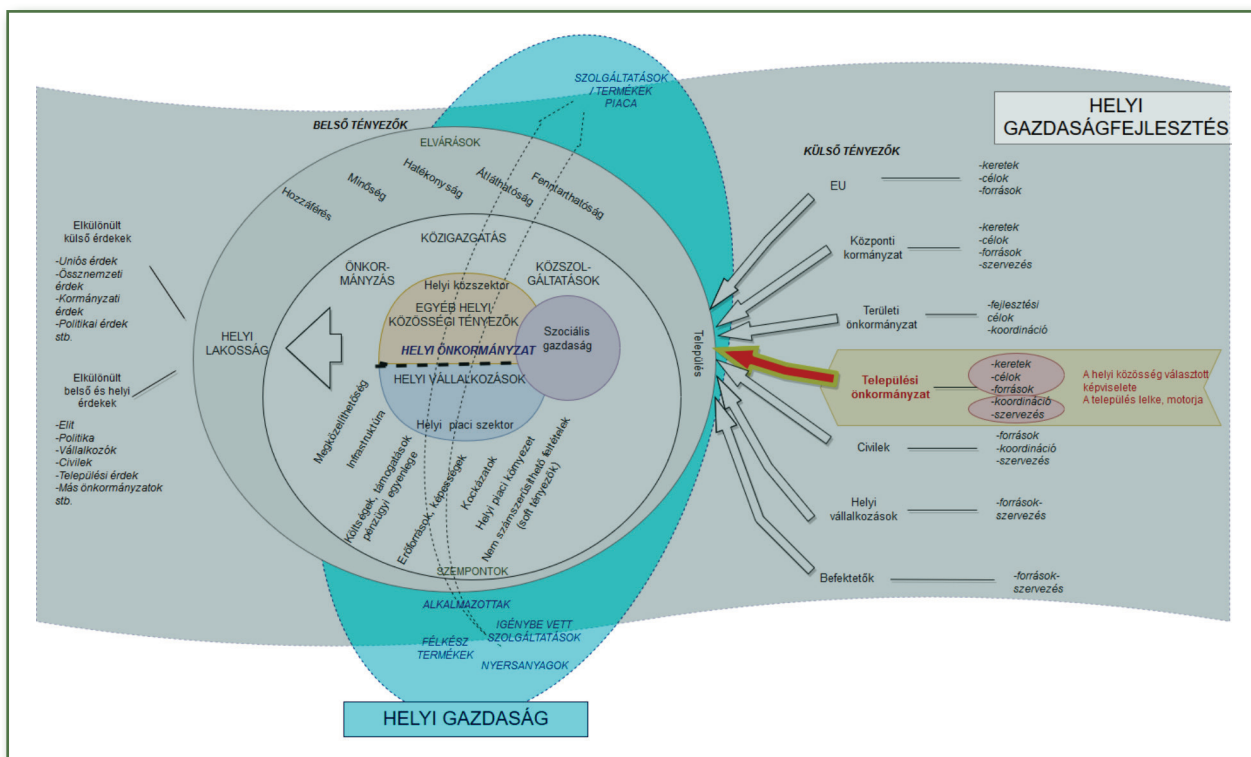 SZOLGÁLTATÁSOK
/ TERMÉKEK
PIACA
HELYI
GAZDASÁGFEJLESZTÉS
BELSŐ TÉNYEZŐK
ELVÁRÁSOK
Hozzáférés
Minőség
Hatékonyság
Átláthatóság
Fenntarthatóság
KÖZIGAZGATÁS
ÖNKOR-
MÁNYZÁS
KÖZSZOL-
GÁLTATÁSOK
Helyi közszektor
EGYÉB HELYI
KÖZÖSSÉGI TÉNYEZŐK
HELYI ÖNKORMÁNYZAT
HELYI VÁLLALKOZÁSOK
Helyi piaci szektor
Szociális
gazdaság
HELYI
LAKOSSÁG
Település
Elkülönült
külső érdekek
-Uniós érdek
-Össznemzeti
érdek
-Kormányzati
érdek
-Politikai érdek
stb.
Elkülönült
belső és helyi
érdekek
-Elit
-Politika
-Vállalkozók
-Civilek
-Települési érdek
-Más önkormányzatok
stb.
Megközelíthetőség
Infrastruktúra
Költségek, támogatások
pénzügyi egyenlege
Erőforrások, képességek
Kockázatok
Helyi piaci környezet
Nem számszerűsíthető feltételek
(soft tényezők)
SZEMPONTOK
ALKALMAZOTTAK
IGÉNYBE VETT
SZOLGÁLTATÁSOK
FÉLKÉSZ
TERMÉKEK
NYERSANYAGOK
HELYI GAZDASÁG
KÜLSŐ TÉNYEZŐK
EU
-keretek
-célok
-források
Központi
kormányzat
-keretek
-célok
-források
-szervezés
Területi
önkormányzat
-fejlesztési
célok
-koordináció
Települési
önkormányzat
-keretek
-célok
-források
-koordináció
-szervezés
A helyi közösség választott
képviselete
A település lelke, motorja
Civilek
-források
-koordináció
-szervezés
Helyi
vállalkozások
-források-
szervezés
Befektetők
-források-
szervezés